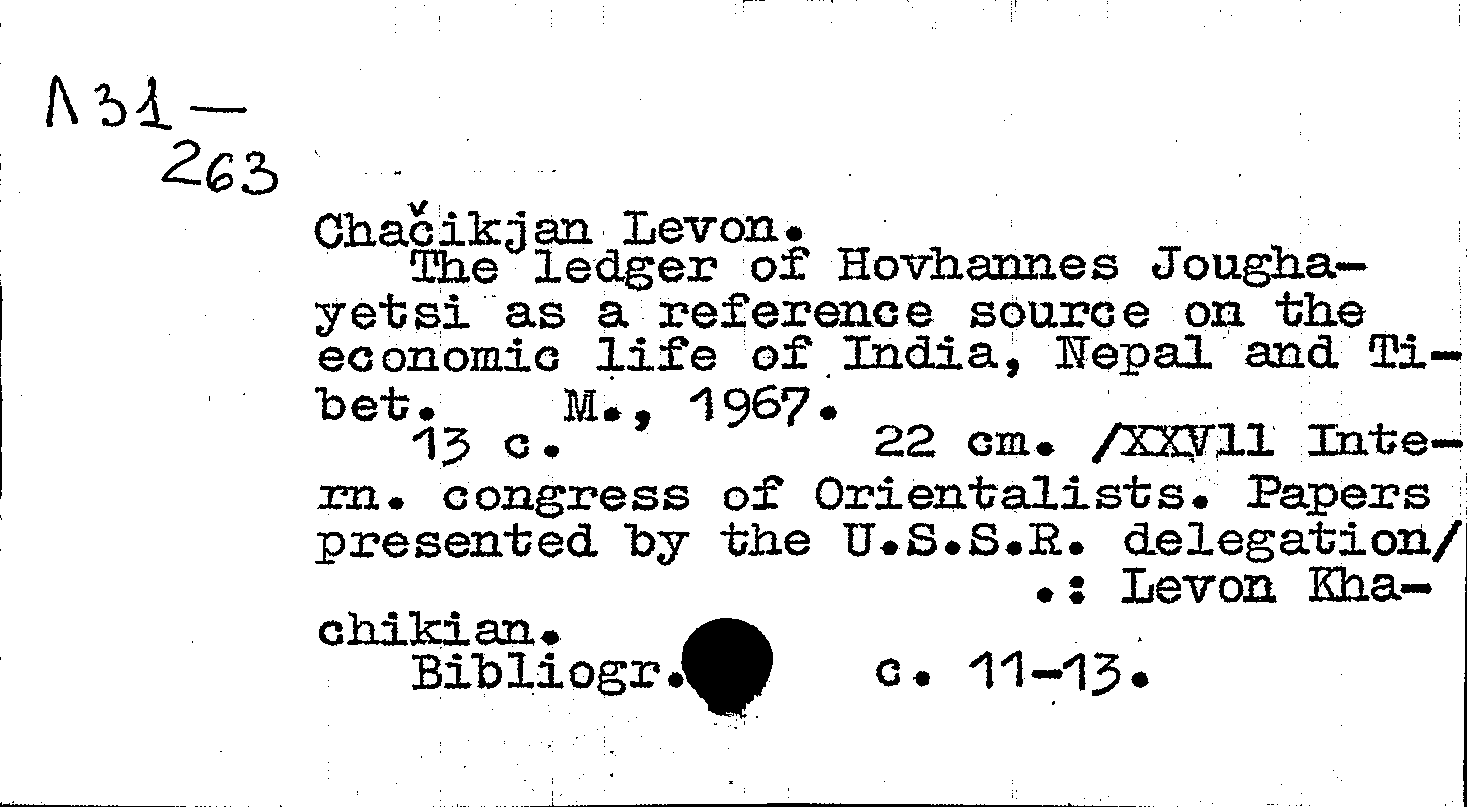 Л31—
263
Chačikjan Levon.
The ledger of Hovhannes Jougha-
yetsi as a reference source on the
economic life of India, Nepal and Ti-
bet. M., 1967.
13 c. 22 cm. /XXVll Inte-
rn. congress of Orientalists. Papers
presented by the U.S.S.R. delegation/
.: Levon Kha-
chikian.
Bibliogr. c. 11-13.